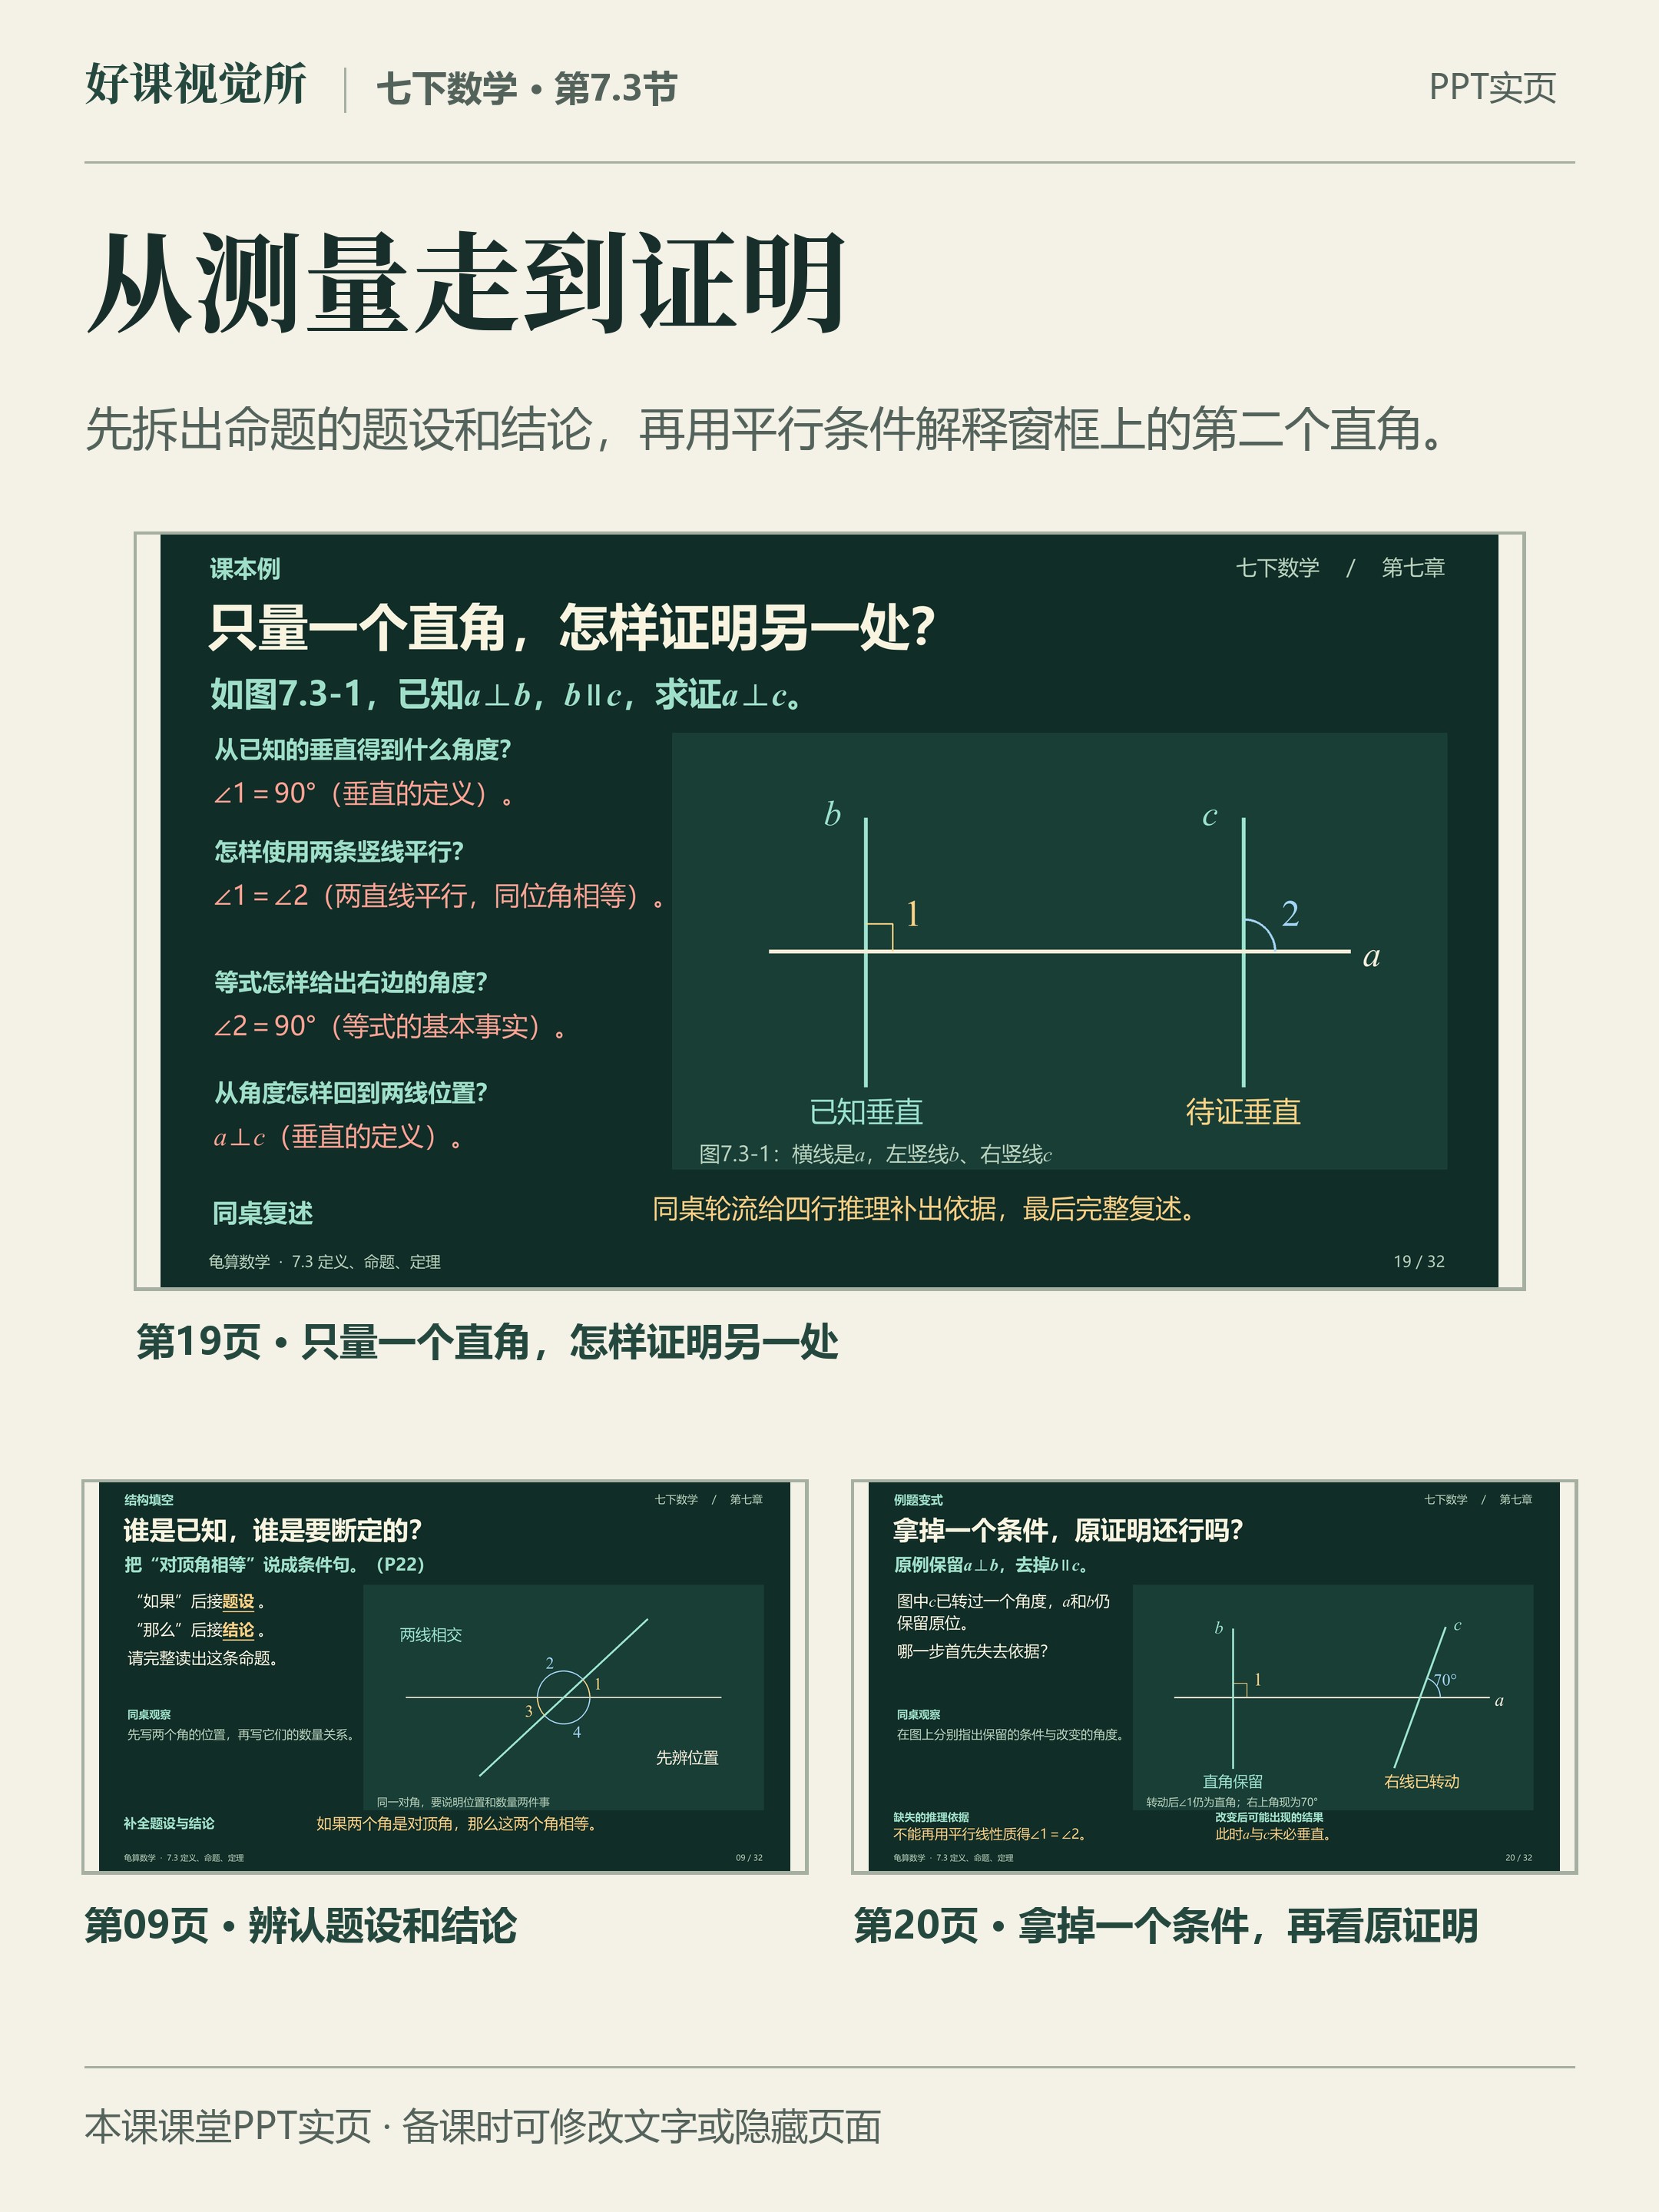 好课视觉所 七下数学 • 第7.3节 PPT实页
从测量走到证明
先拆出命题的题设和结论，再用平行条件解释窗框上的第二个直角。
课本例 七下数学 / 第七章
只量一个直角，怎样证明另一处？
如图7.3-1，已知a⊥b，b∥c，求证a⊥c。
从已知的垂直得到什么角度？
∠1＝90°（垂直的定义）。
怎样使用两条竖线平行？
∠1＝∠2（两直线平行，同位角相等）。
等式怎样给出右边的角度？
∠2＝90°（等式的基本事实）。
从角度怎样回到两线位置？
a⊥c（垂直的定义）。
b c
1 2
a
已知垂直 待证垂直
图7.3-1：横线是a，左竖线b、右竖线c
同桌复述 同桌轮流给四行推理补出依据，最后完整复述。
龟算数学 · 7.3 定义、命题、定理 19 / 32
第19页 • 只量一个直角，怎样证明另一处
结构填空 七下数学 / 第七章
谁是已知，谁是要断定的？
把“对顶角相等”说成条件句。（P22）
“如果”后接题设。
“那么”后接结论。
请完整读出这条命题。
同桌观察
先写两个角的位置，再写它们的数量关系。
两线相交
2
1
3
4
先辨位置
同一对角，要说明位置和数量两件事
补全题设与结论 如果两个角是对顶角，那么这两个角相等。
龟算数学 · 7.3 定义、命题、定理 09 / 32
第09页 • 辨认题设和结论
例题变式 七下数学 / 第七章
拿掉一个条件，原证明还行吗？
原例保留a⊥b，去掉b∥c。
图中c已转过一个角度，a和b仍
保留原位。
哪一步首先失去依据？
同桌观察
在图上分别指出保留的条件与改变的角度。
b c
1 70°
a
直角保留 右线已转动
转动后∠1仍为直角；右上角现为70°
缺失的推理依据 改变后可能出现的结果
不能再用平行线性质得∠1＝∠2。 此时a与c未必垂直。
龟算数学 · 7.3 定义、命题、定理 20 / 32
第20页 • 拿掉一个条件，再看原证明
本课课堂PPT实页 · 备课时可修改文字或隐藏页面